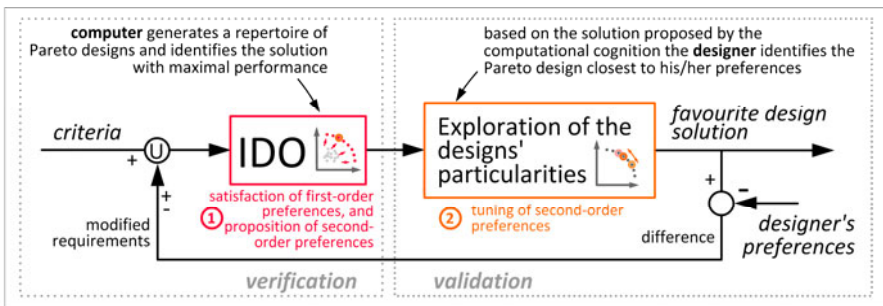 computer generates a repertoire of
Pareto designs and identifies the solution
with maximal performance
based on the solution proposed by the
computational cognition the designer identifies the
Pareto design closest to his/her preferences
criteria
+
U
+
-
IDO
satisfaction of first-order
1 preferences, and
proposition of second-
order preferences
Exploration of the
designs'
particularities
2 tuning of second-order
preferences
favourite design
solution
+
-
designer's
preferences
difference
modified
requirements
verification
validation